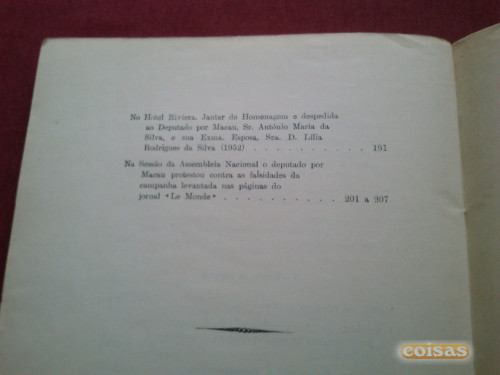 No Hotel Riviera. Jantar de Homenagem e despedida
ao Deputado por Macau, Sr. António Maria da
Silva, e sua Exma. Esposa, Sra. D. Lília
Rodrigues da Silva (1952) . . . . . . . . . . 191
Na Sessão da Assembleia Nacional o deputado por
Macau protestou contra as falsidades da
campanha levantada nas páginas do
jornal «Le Monde» . . . . . . . . . . 201 a 207
coisas